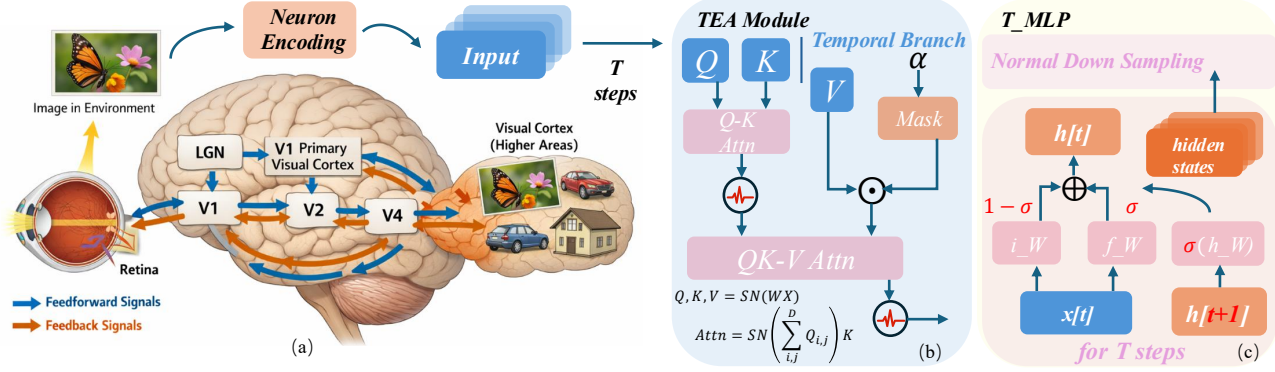 Neuron
Encoding
Input
T
steps
Image in Environment
LGN
V1 Primary
Visual Cortex
V1
V2
V4
Visual Cortex
(Higher Areas)
Retina
Feedforward Signals
Feedback Signals
(a)
TEA Module
Q
K
Temporal Branch
V
α
Q-K
Attn
Mask
QK-V Attn
Q, K, V = SN(WX)
Attn = SN(∑_{i,j}^{D} Q_{i,j}) K
(b)
T_MLP
Normal Down Sampling
h[t]
hidden
states
1 − σ
σ
i_W
f_W
σ(h_W)
x[t]
h[t+1]
for T steps
(c)